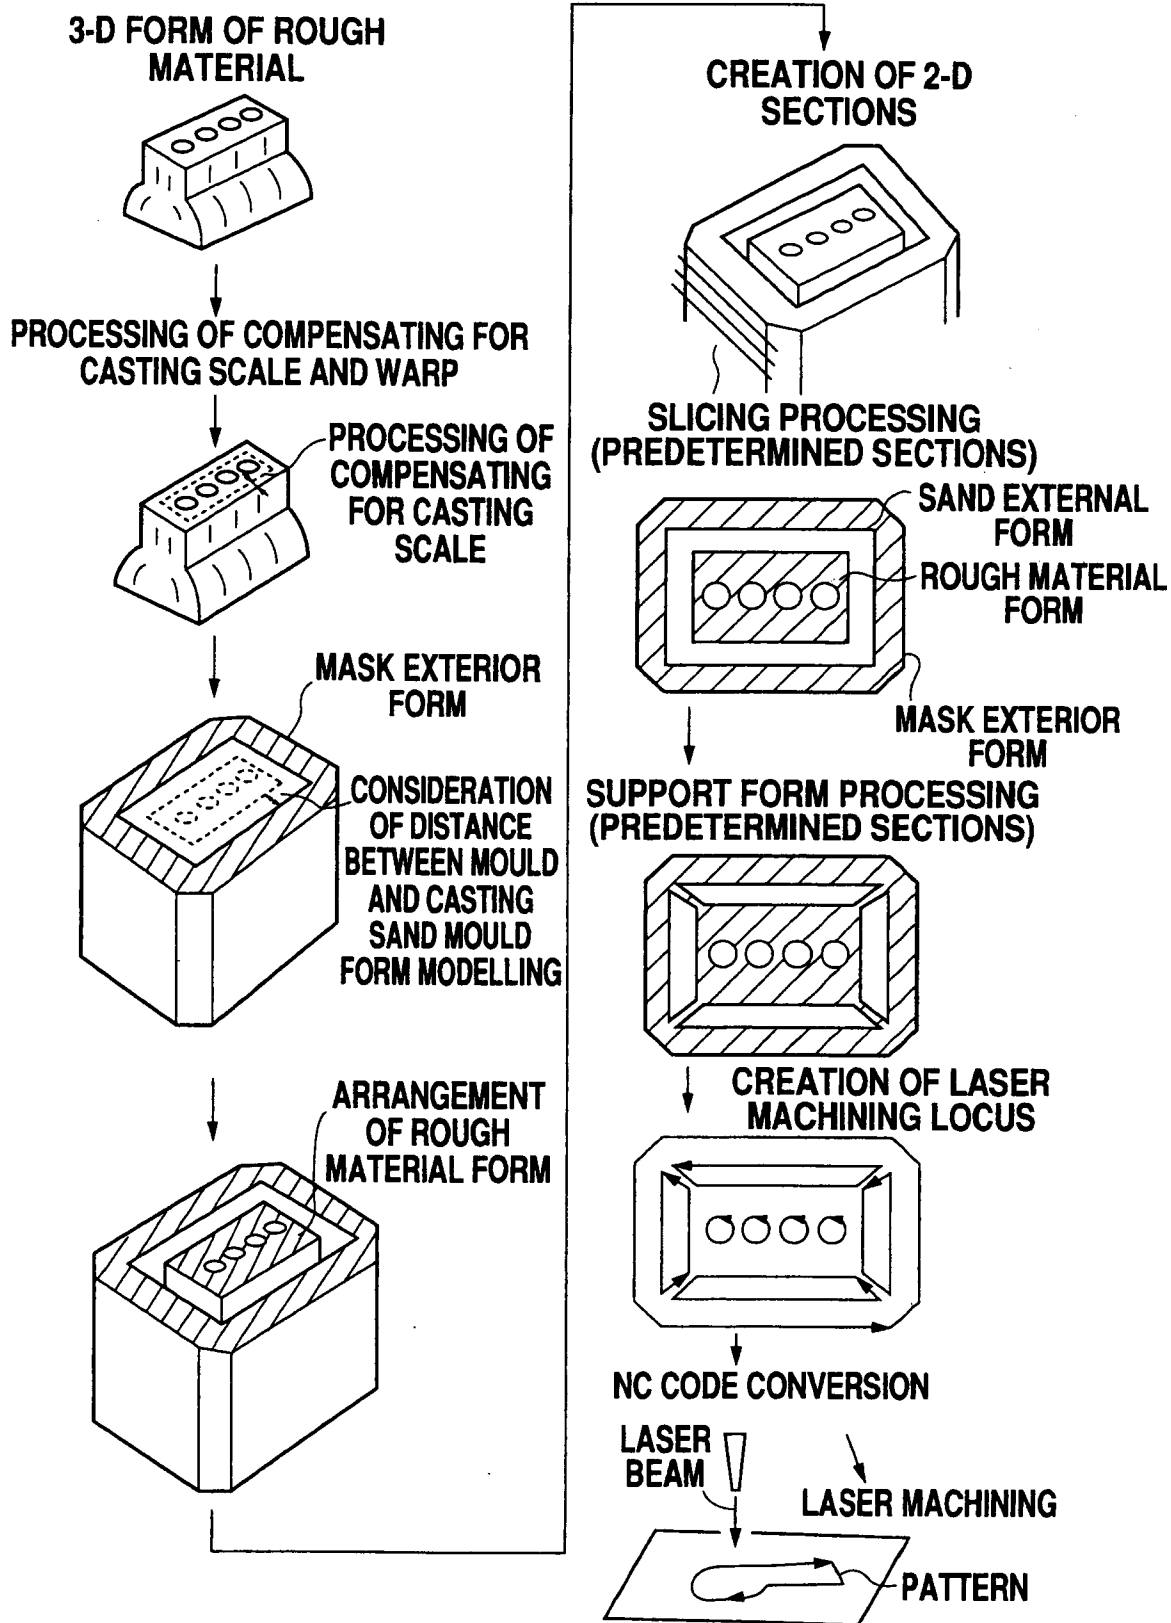 3-D FORM OF ROUGH
MATERIAL
PROCESSING OF COMPENSATING FOR
CASTING SCALE AND WARP
PROCESSING OF
COMPENSATING
FOR CASTING
SCALE
MASK EXTERIOR
FORM
CONSIDERATION
OF DISTANCE
BETWEEN MOULD
AND CASTING
SAND MOULD
FORM MODELLING
ARRANGEMENT
OF ROUGH
MATERIAL FORM
CREATION OF 2-D
SECTIONS
SLICING PROCESSING
(PREDETERMINED SECTIONS)
SAND EXTERNAL
FORM
ROUGH MATERIAL
FORM
MASK EXTERIOR
FORM
SUPPORT FORM PROCESSING
(PREDETERMINED SECTIONS)
CREATION OF LASER
MACHINING LOCUS
NC CODE CONVERSION
LASER
BEAM
LASER MACHINING
PATTERN